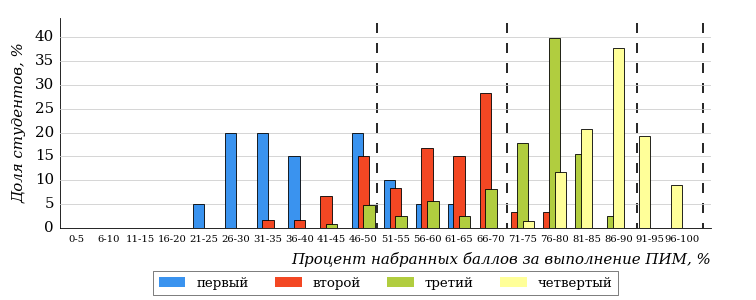 Доля студентов, %
40
35
30
25
20
15
10
5
0
0-5 6-10 11-15 16-20 21-25 26-30 31-35 36-40 41-45 46-50 51-55 56-60 61-65 66-70 71-75 76-80 81-85 86-90 91-95 96-100
Процент набранных баллов за выполнение ПИМ, %
первый второй третий четвертый